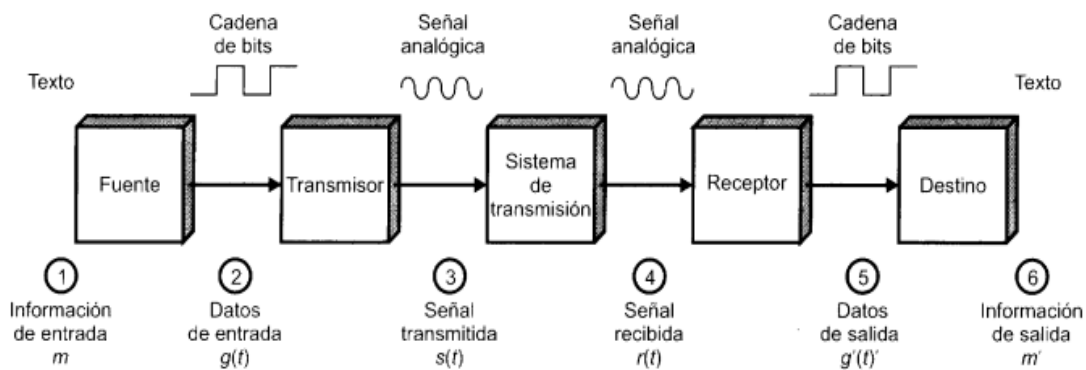 Texto
Cadena
de bits
Señal
analógica
Señal
analógica
Cadena
de bits
Texto
Fuente
Transmisor
Sistema
de
transmisión
Receptor
Destino
1
Información
de entrada
m
2
Datos
de entrada
g(t)
3
Señal
transmitida
s(t)
4
Señal
recibida
r(t)
5
Datos
de salida
g'(t)'
6
Información
de salida
m'